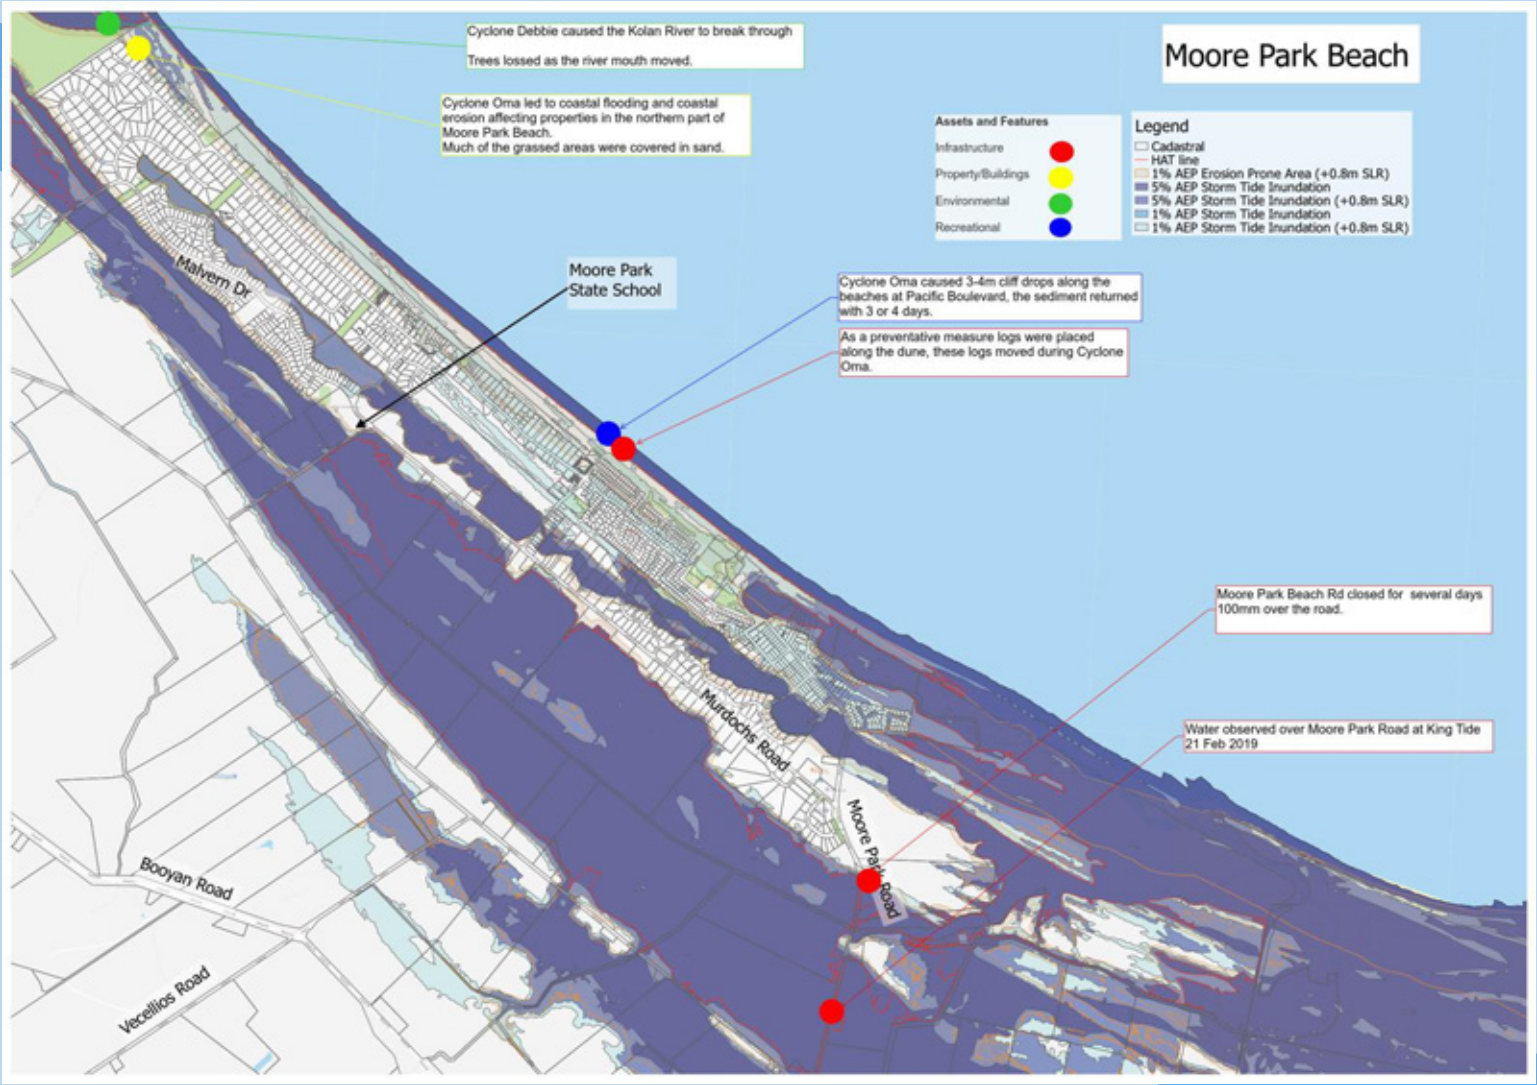 Cyclone Debbie caused the Kolan River to break through
Trees lossed as the river mouth moved.
Moore Park Beach
Cyclone Oma led to coastal flooding and coastal
erosion affecting properties in the northern part of
Moore Park Beach.
Much of the grassed areas were covered in sand.
Assets and Features
Infrastructure
Property/Buildings
Environmental
Recreational
Legend
Cadastral
HAT line
1% AEP Erosion Prone Area (+0.8m SLR)
5% AEP Storm Tide Inundation
5% AEP Storm Tide Inundation (+0.8m SLR)
1% AEP Storm Tide Inundation
1% AEP Storm Tide Inundation (+0.8m SLR)
Malvern Dr
Moore Park
State School
Cyclone Oma caused 3-4m cliff drops along the
beaches at Pacific Boulevard, the sediment returned
with 3 or 4 days.
As a preventative measure logs were placed
along the dune, these logs moved during Cyclone
Oma.
Moore Park Beach Rd closed for several days
100mm over the road.
Water observed over Moore Park Road at King Tide
21 Feb 2019
Murdochs Road
Moore Park Road
Booyan Road
Vecellios Road